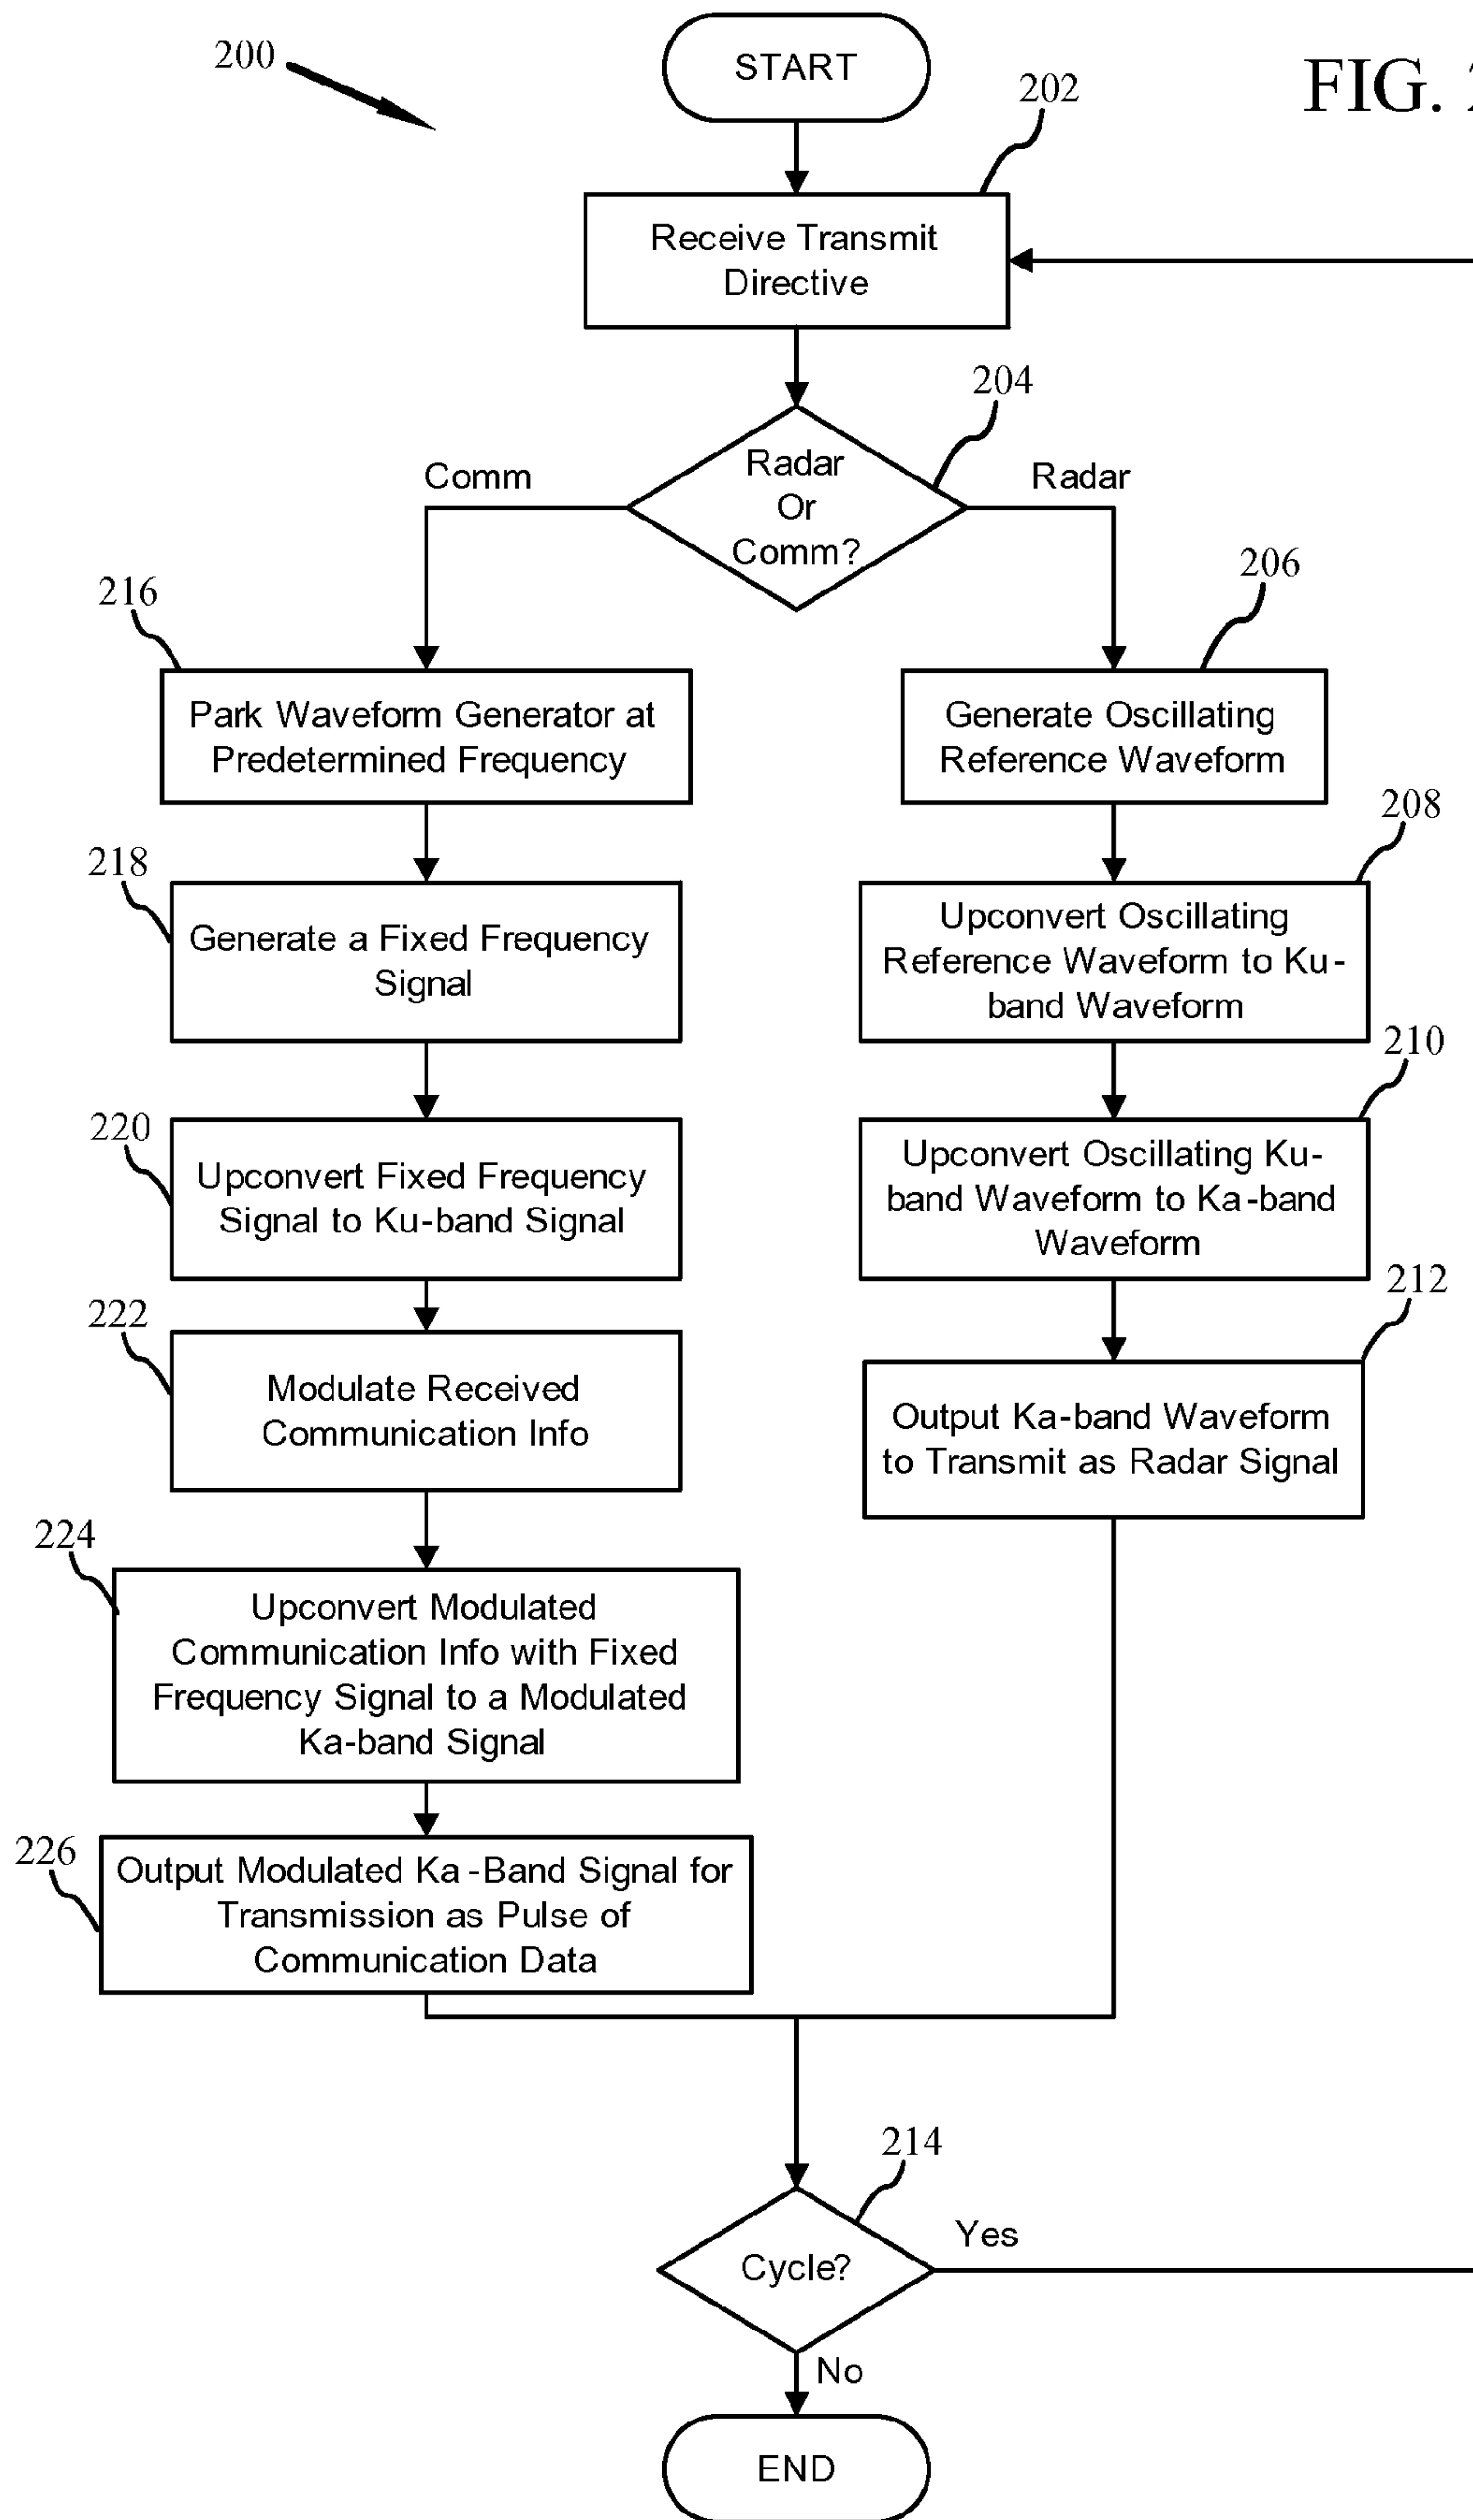 200
START
FIG.
202
Receive Transmit
Directive
204
Radar
Or
Comm?
Comm
Radar
216
Park Waveform Generator at
Predetermined Frequency
206
Generate Oscillating
Reference Waveform
218
Generate a Fixed Frequency
Signal
208
Upconvert Oscillating
Reference Waveform to Ku-
band Waveform
220
Upconvert Fixed Frequency
Signal to Ku-band Signal
210
Upconvert Oscillating Ku-
band Waveform to Ka-band
Waveform
222
Modulate Received
Communication Info
212
Output Ka-band Waveform
to Transmit as Radar Signal
224
Upconvert Modulated
Communication Info with Fixed
Frequency Signal to a Modulated
Ka-band Signal
226
Output Modulated Ka-Band Signal for
Transmission as Pulse of
Communication Data
214
Cycle?
Yes
No
END